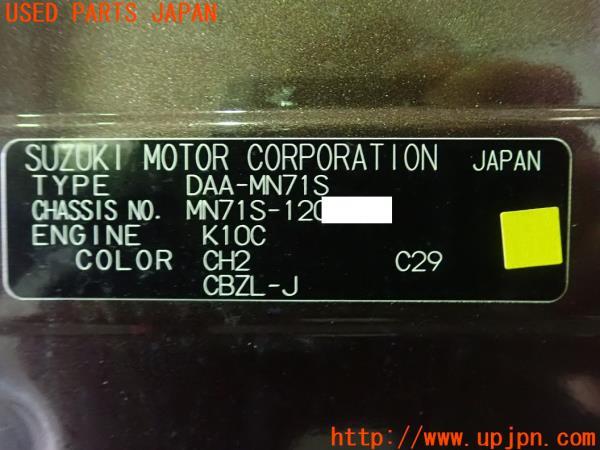 USED PARTS JAPAN
SUZUKI MOTOR CORPORATION JAPAN
TYPE DAA-MN71S
CHASSIS NO. MN71S-120
ENGINE K10C
COLOR CH2 C29
CBZL-J
http://www.upjpn.com